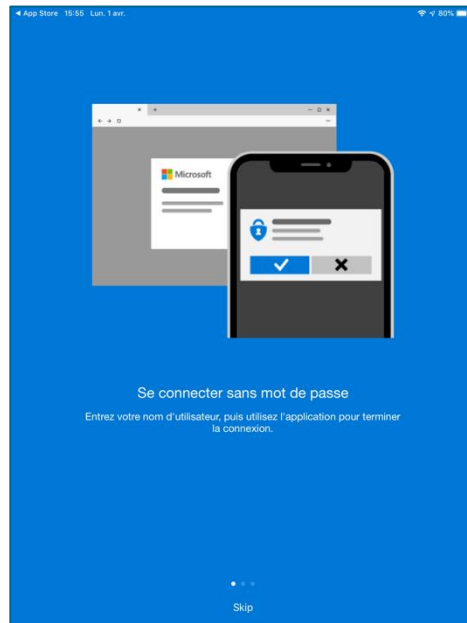 App Store 15:55 Lun. 1 avr. 80%
Microsoft
Se connecter sans mot de passe
Entrez votre nom d'utilisateur, puis utilisez l'application pour terminer
la connexion.
Skip